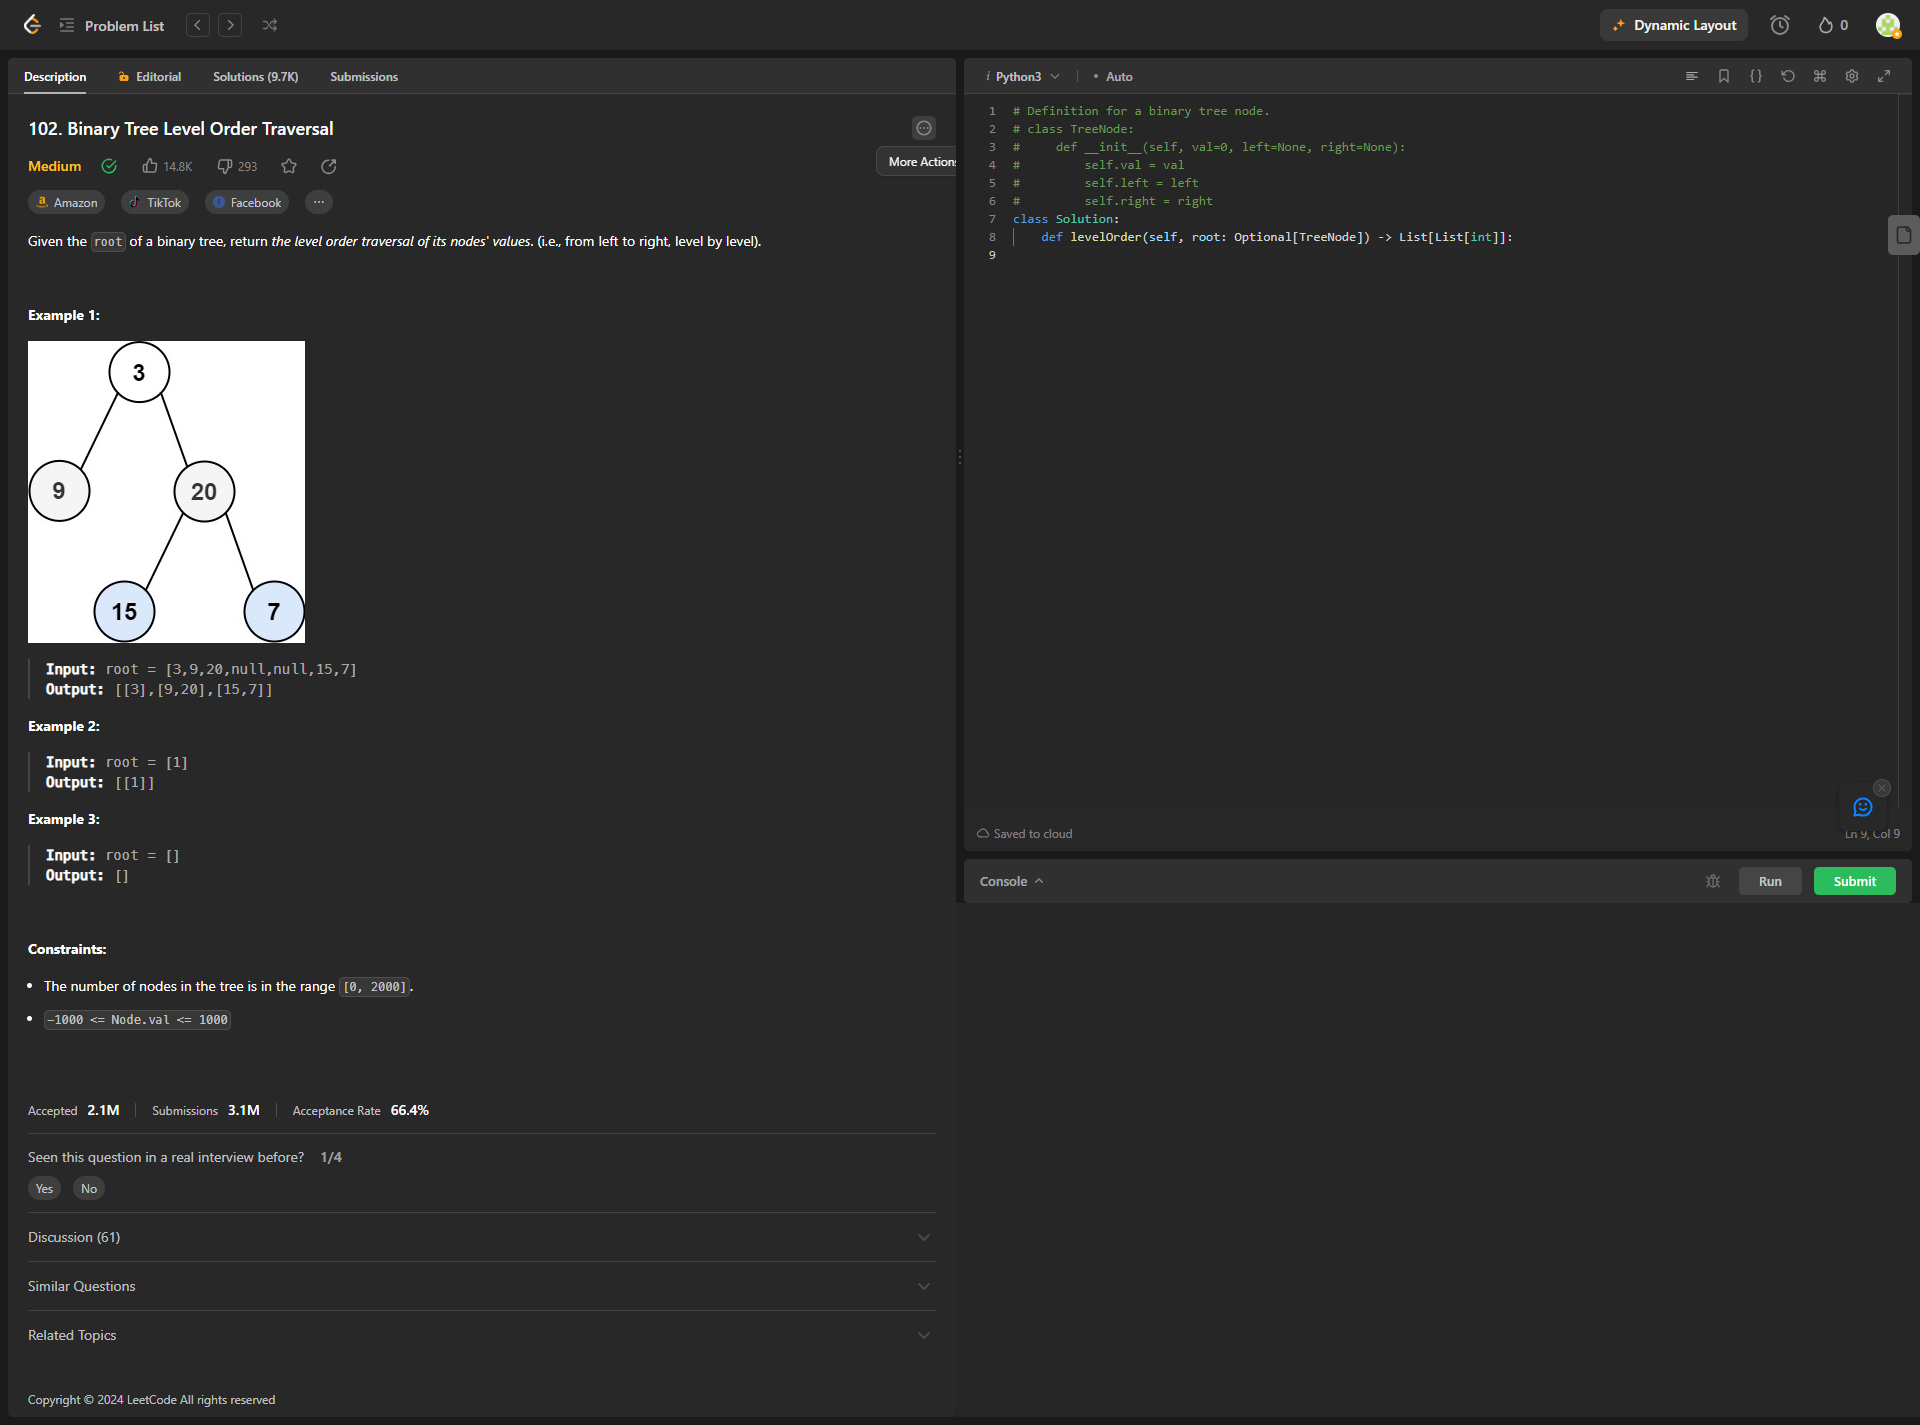 Problem List
Dynamic Layout
0
Description
Editorial
Solutions (9.7K)
Submissions
102. Binary Tree Level Order Traversal
Medium
14.8K
293
More Actions
Amazon
TikTok
Facebook
Given the root of a binary tree, return the level order traversal of its nodes' values. (i.e., from left to right, level by level).
Example 1:
3
9
20
15
7
Input: root = [3,9,20,null,null,15,7]
Output: [[3],[9,20],[15,7]]
Example 2:
Input: root = [1]
Output: [[1]]
Example 3:
Input: root = []
Output: []
Constraints:
The number of nodes in the tree is in the range [0, 2000].
-1000 <= Node.val <= 1000
Accepted 2.1M
Submissions 3.1M
Acceptance Rate 66.4%
Seen this question in a real interview before? 1/4
Yes
No
Discussion (61)
Similar Questions
Related Topics
Copyright © 2024 LeetCode All rights reserved
i Python3
• Auto
1 # Definition for a binary tree node.
2 # class TreeNode:
3 #     def __init__(self, val=0, left=None, right=None):
4 #         self.val = val
5 #         self.left = left
6 #         self.right = right
7 class Solution:
8     def levelOrder(self, root: Optional[TreeNode]) -> List[List[int]]:
9
Saved to cloud
Ln 9, Col 9
Console
Run
Submit